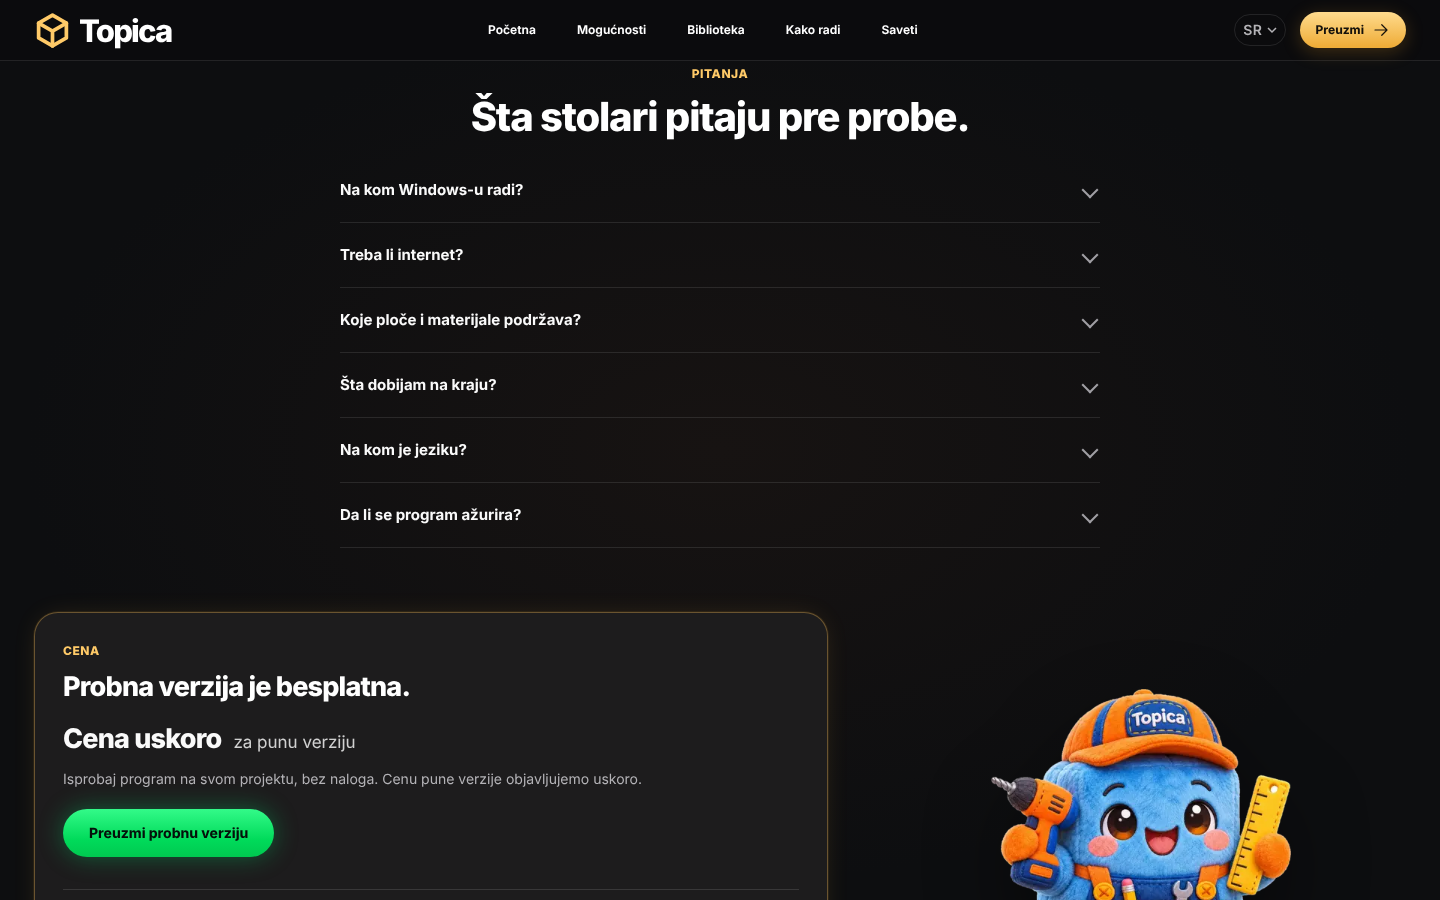 Topica
Početna
Mogućnosti
Biblioteka
Kako radi
Saveti
SR
Preuzmi
PITANJA
Šta stolari pitaju pre probe.
Na kom Windows-u radi?
Treba li internet?
Koje ploče i materijale podržava?
Šta dobijam na kraju?
Na kom je jeziku?
Da li se program ažurira?
CENA
Probna verzija je besplatna.
Cena uskoro za punu verziju
Isprobaj program na svom projektu, bez naloga. Cenu pune verzije objavljujemo uskoro.
Preuzmi probnu verziju
Topica